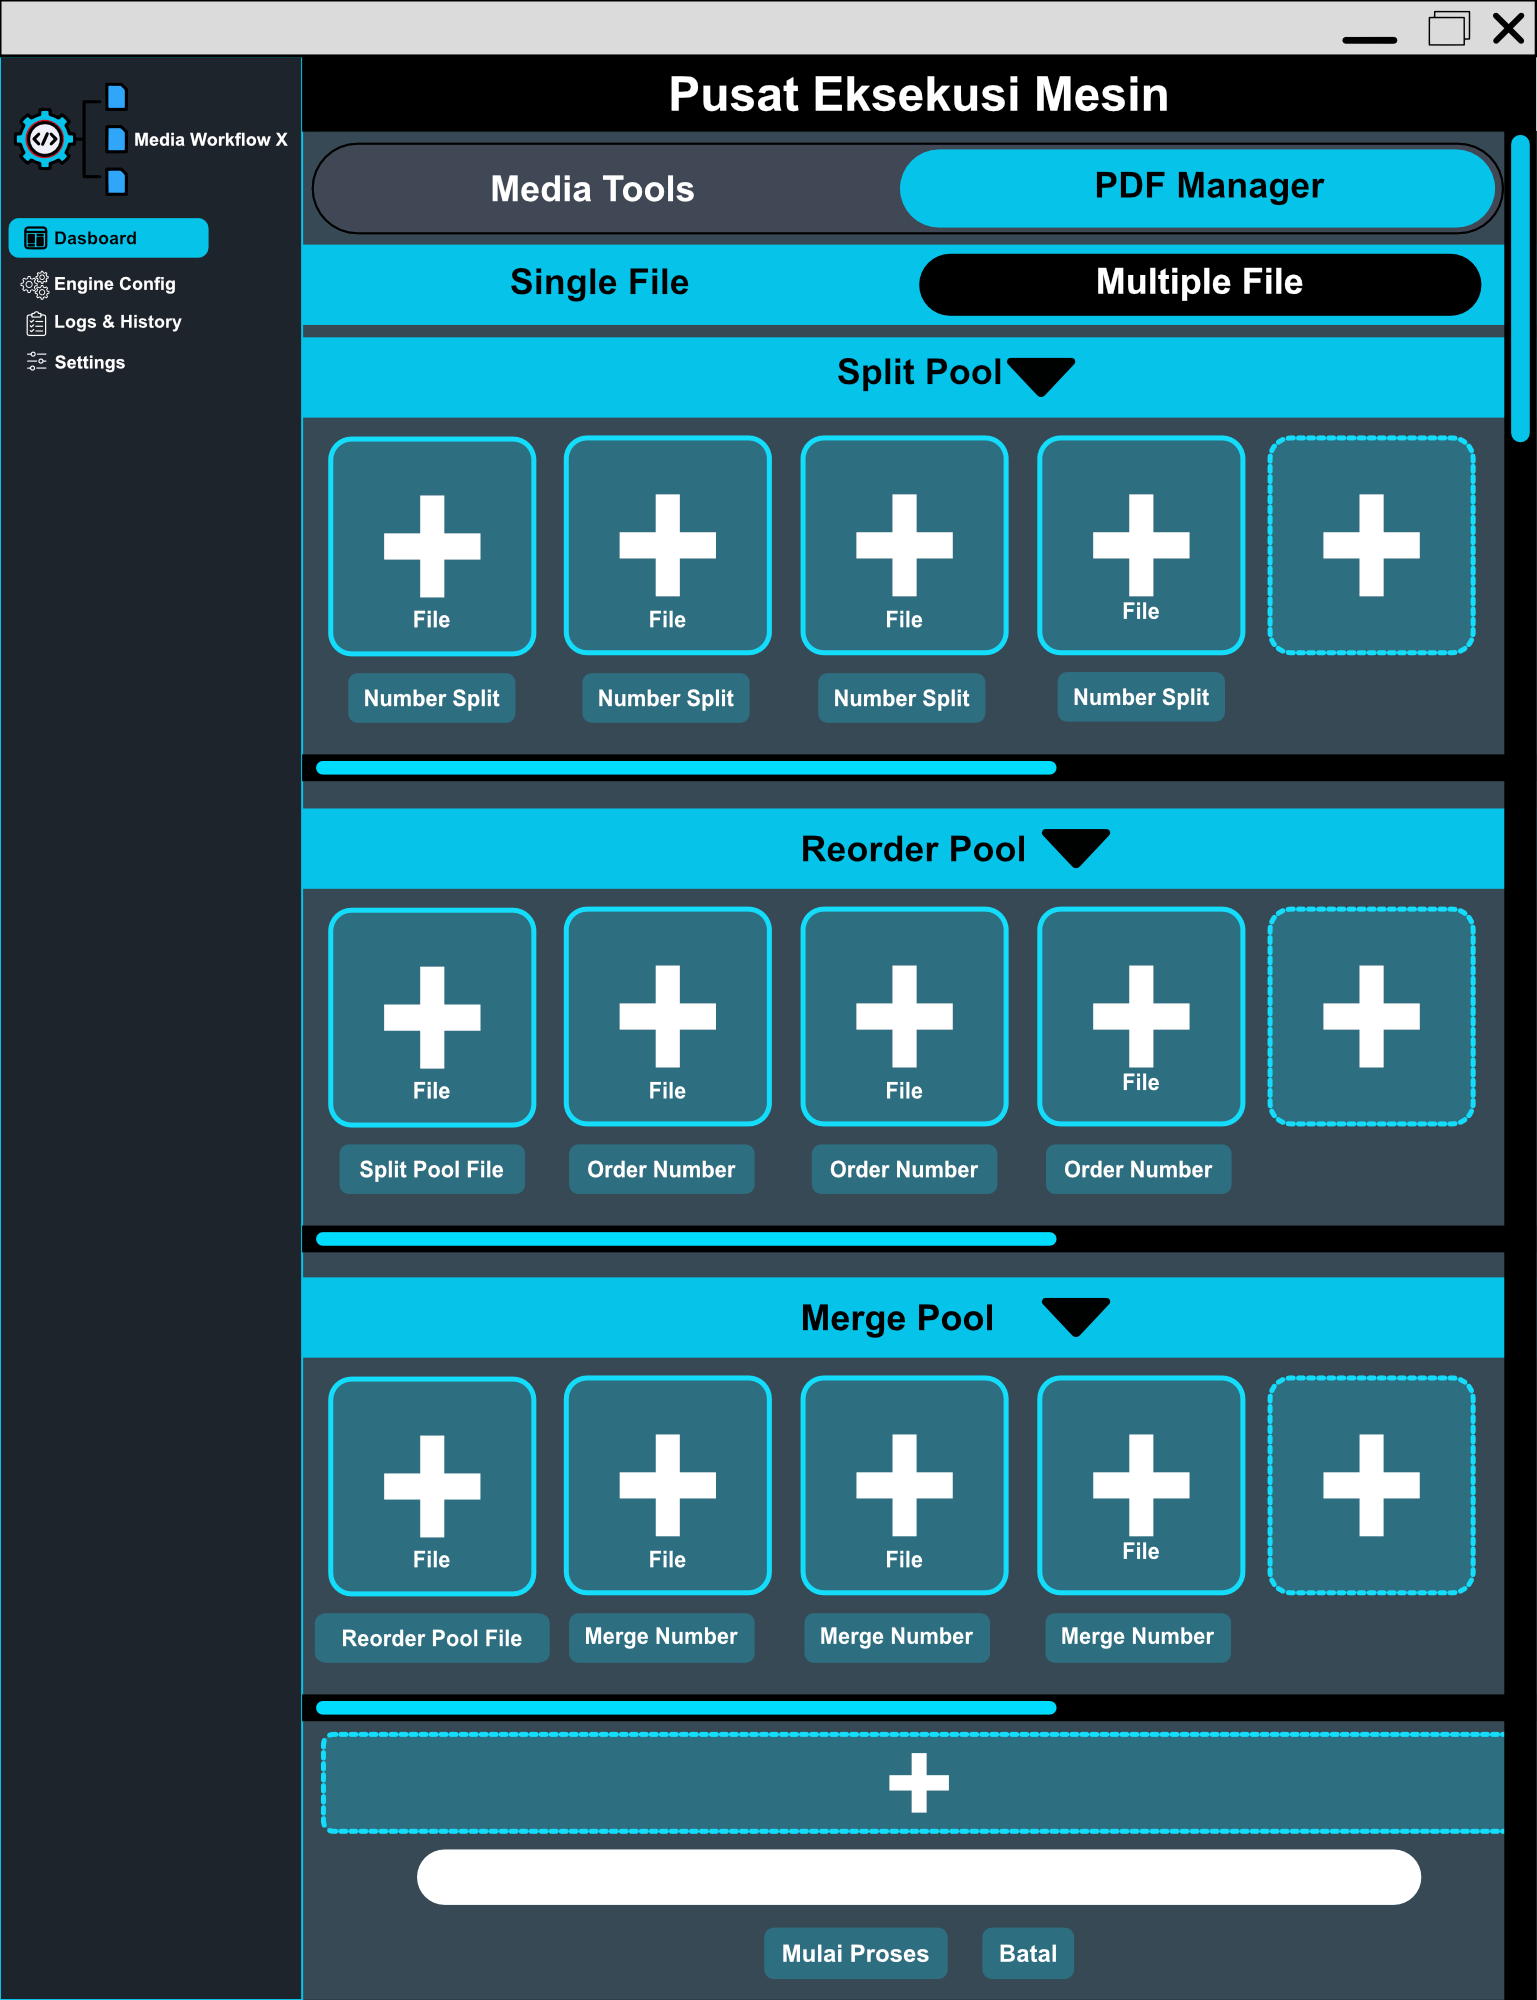 Pusat Eksekusi Mesin
Media Workflow X
Dasboard
Engine Config
Logs & History
Settings
Media Tools
PDF Manager
Single File
Multiple File
Split Pool
File
File
File
File
Number Split
Number Split
Number Split
Number Split
Reorder Pool
File
File
File
File
Split Pool File
Order Number
Order Number
Order Number
Merge Pool
File
File
File
File
Reorder Pool File
Merge Number
Merge Number
Merge Number
Mulai Proses
Batal